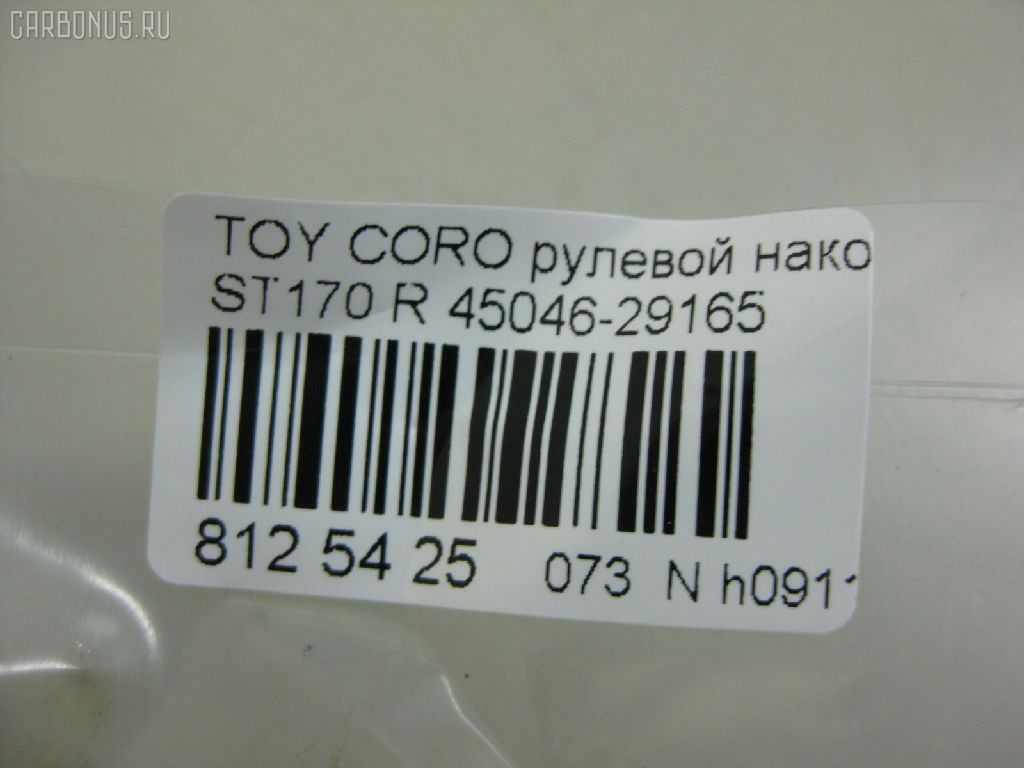 CARBONUS.RU
TOY CORO рулевой нако
ST170 R 45046-29165
812 54 25 073 N h091